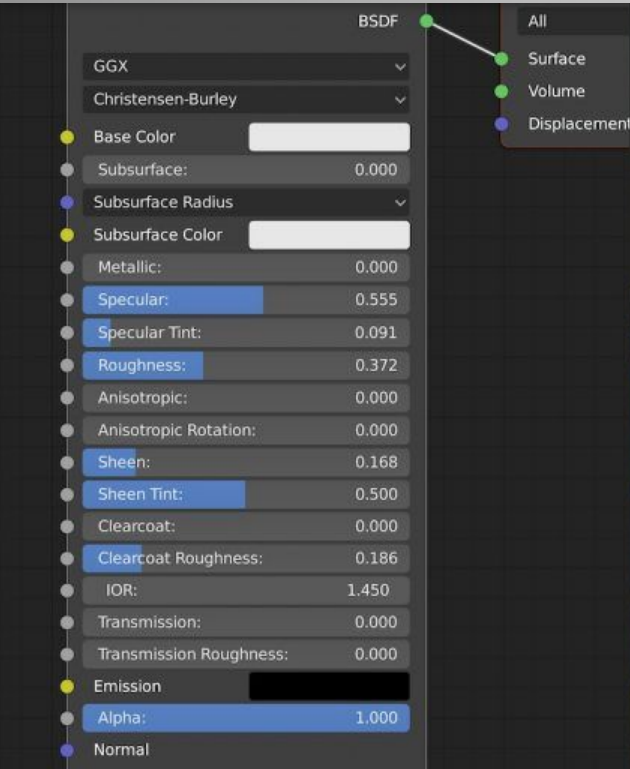 BSDF
GGX
Christensen-Burley
Base Color
Subsurface: 0.000
Subsurface Radius
Subsurface Color
Metallic: 0.000
Specular: 0.555
Specular Tint: 0.091
Roughness: 0.372
Anisotropic: 0.000
Anisotropic Rotation: 0.000
Sheen: 0.168
Sheen Tint: 0.500
Clearcoat: 0.000
Clearcoat Roughness: 0.186
IOR: 1.450
Transmission: 0.000
Transmission Roughness: 0.000
Emission
Alpha: 1.000
Normal
All
Surface
Volume
Displacement